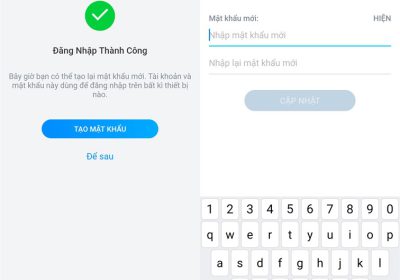 Đăng Nhập Thành Công
Bây giờ bạn có thể tạo lại mật khẩu mới. Tài khoản và
mật khẩu này dùng để đăng nhập trên bất kì thiết bị
nào.
TẠO MẬT KHẨU
Để sau
Mật khẩu mới: HIỆN
Nhập mật khẩu mới
Nhập lại mật khẩu mới
CẬP NHẬT
1 2 3 4 5 6 7 8 9 0
q w e r t y u i o p
a s d f g h j k l